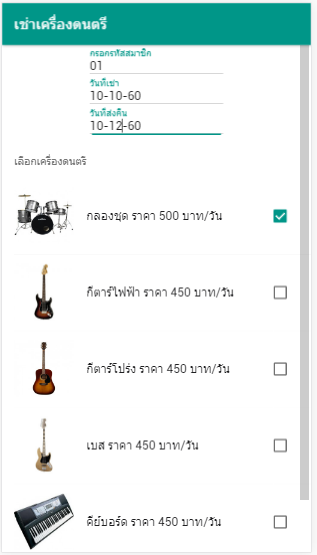 เช่าเครื่องดนตรี
กรอกรหัสสมาชิก
01
วันที่เช่า
10-10-60
วันที่ส่งคืน
10-12-60
เลือกเครื่องดนตรี
กลองชุด ราคา 500 บาท/วัน
กีตาร์ไฟฟ้า ราคา 450 บาท/วัน
กีตาร์โปร่ง ราคา 450 บาท/วัน
เบส ราคา 450 บาท/วัน
คีย์บอร์ด ราคา 450 บาท/วัน